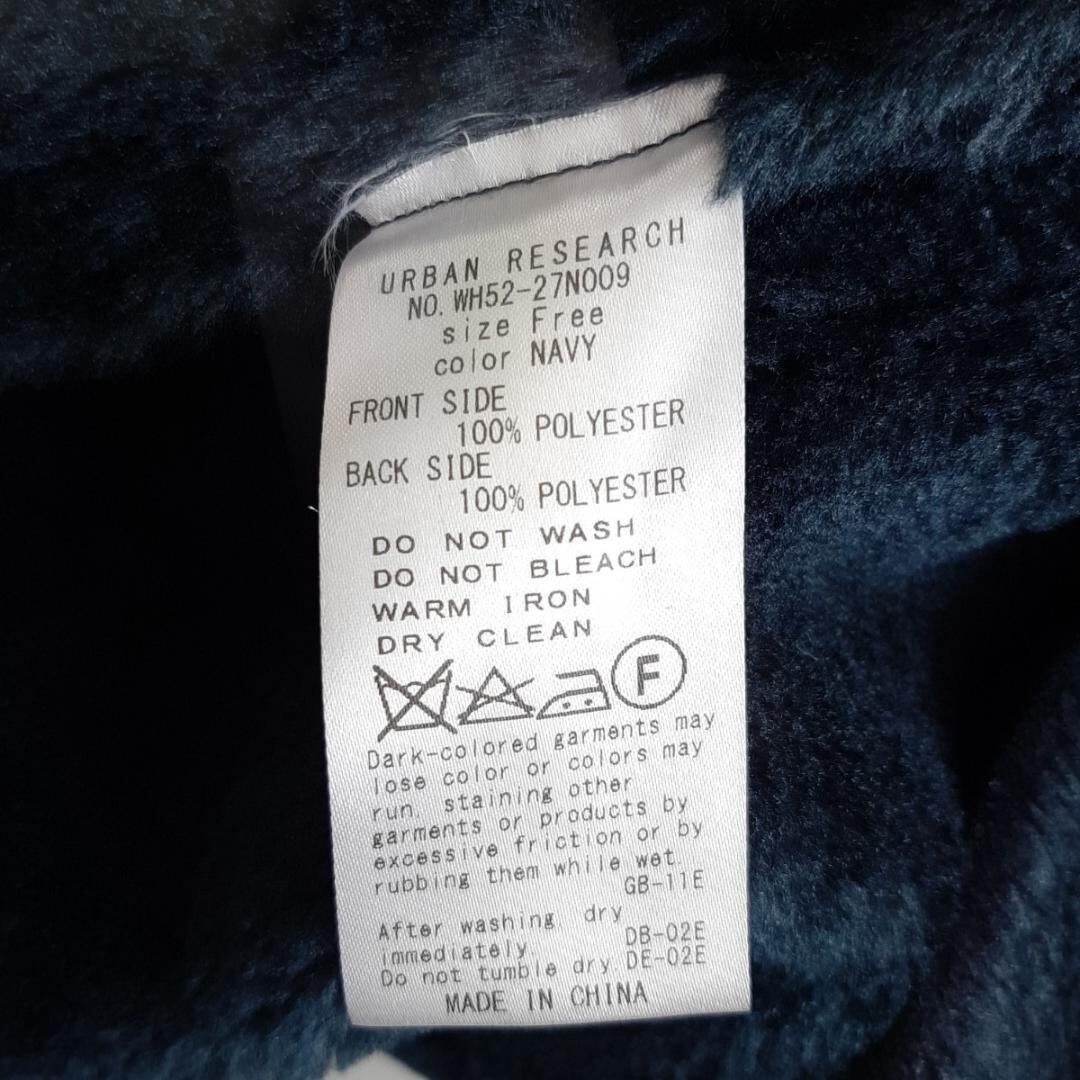 URBAN RESEARCH
NO. WH52-27N009
size Free
color NAVY
FRONT SIDE
100% POLYESTER
BACK SIDE
100% POLYESTER
DO NOT WASH
DO NOT BLEACH
WARM IRON
DRY CLEAN
F
Dark-colored garments may
lose color or colors may
run, staining other
garments or products by
excessive friction or by
rubbing them while wet.
GB-11E
After washing, dry
immediately. DB-02E
Do not tumble dry. DE-02E
MADE IN CHINA